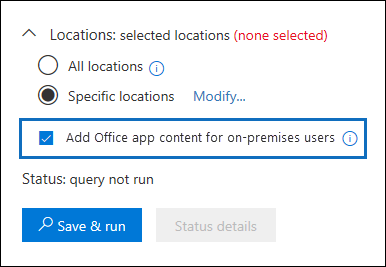 Locations: selected locations (none selected)
All locations
Specific locations Modify...
Add Office app content for on-premises users
Status: query not run
Save & run Status details